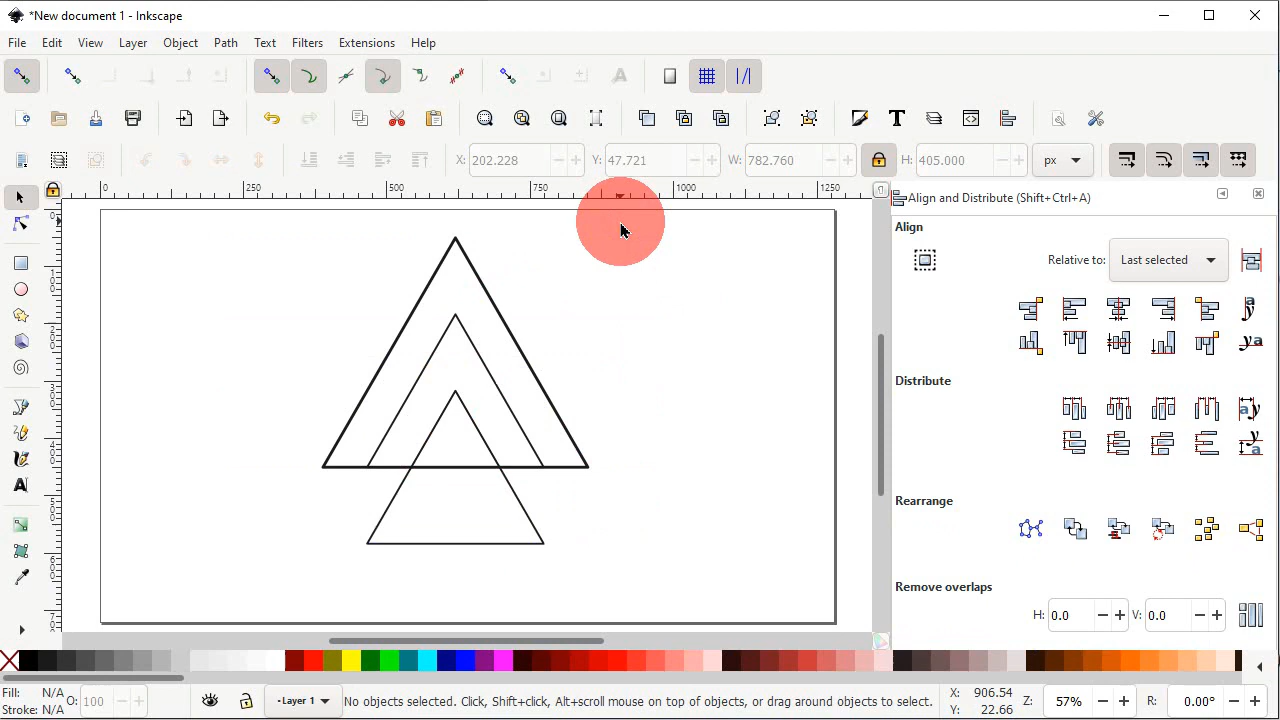 *New document 1 - Inkscape
File Edit View Layer Object Path Text Filters Extensions Help
X: 282.225 Y: 47.721 W: 782.760 H: 405.000 px
0 250 500 750 1000 1250
Align and Distribute (Shift+Ctrl+A)
Align
Relative to: Last selected
Distribute
Rearrange
Remove overlaps
H: 0.0 V: 0.0
Fill: N/A O: 100
Stroke: N/A
Layer 1
No objects selected. Click, Shift+click, Alt+scroll mouse on top of objects, or drag around objects to select.
X: 906.54
Y: 22.66
Z: 57% R: 0.00°